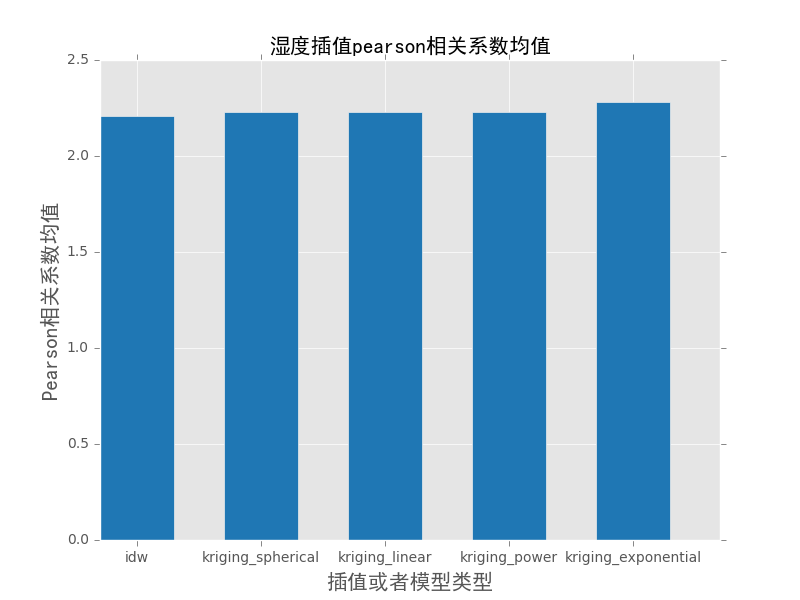 湿度插值pearson相关系数均值
2.5
2.0
1.5
1.0
0.5
0.0
Pearson相关系数均值
idw kriging_spherical kriging_linear kriging_power kriging_exponential
插值或者模型类型